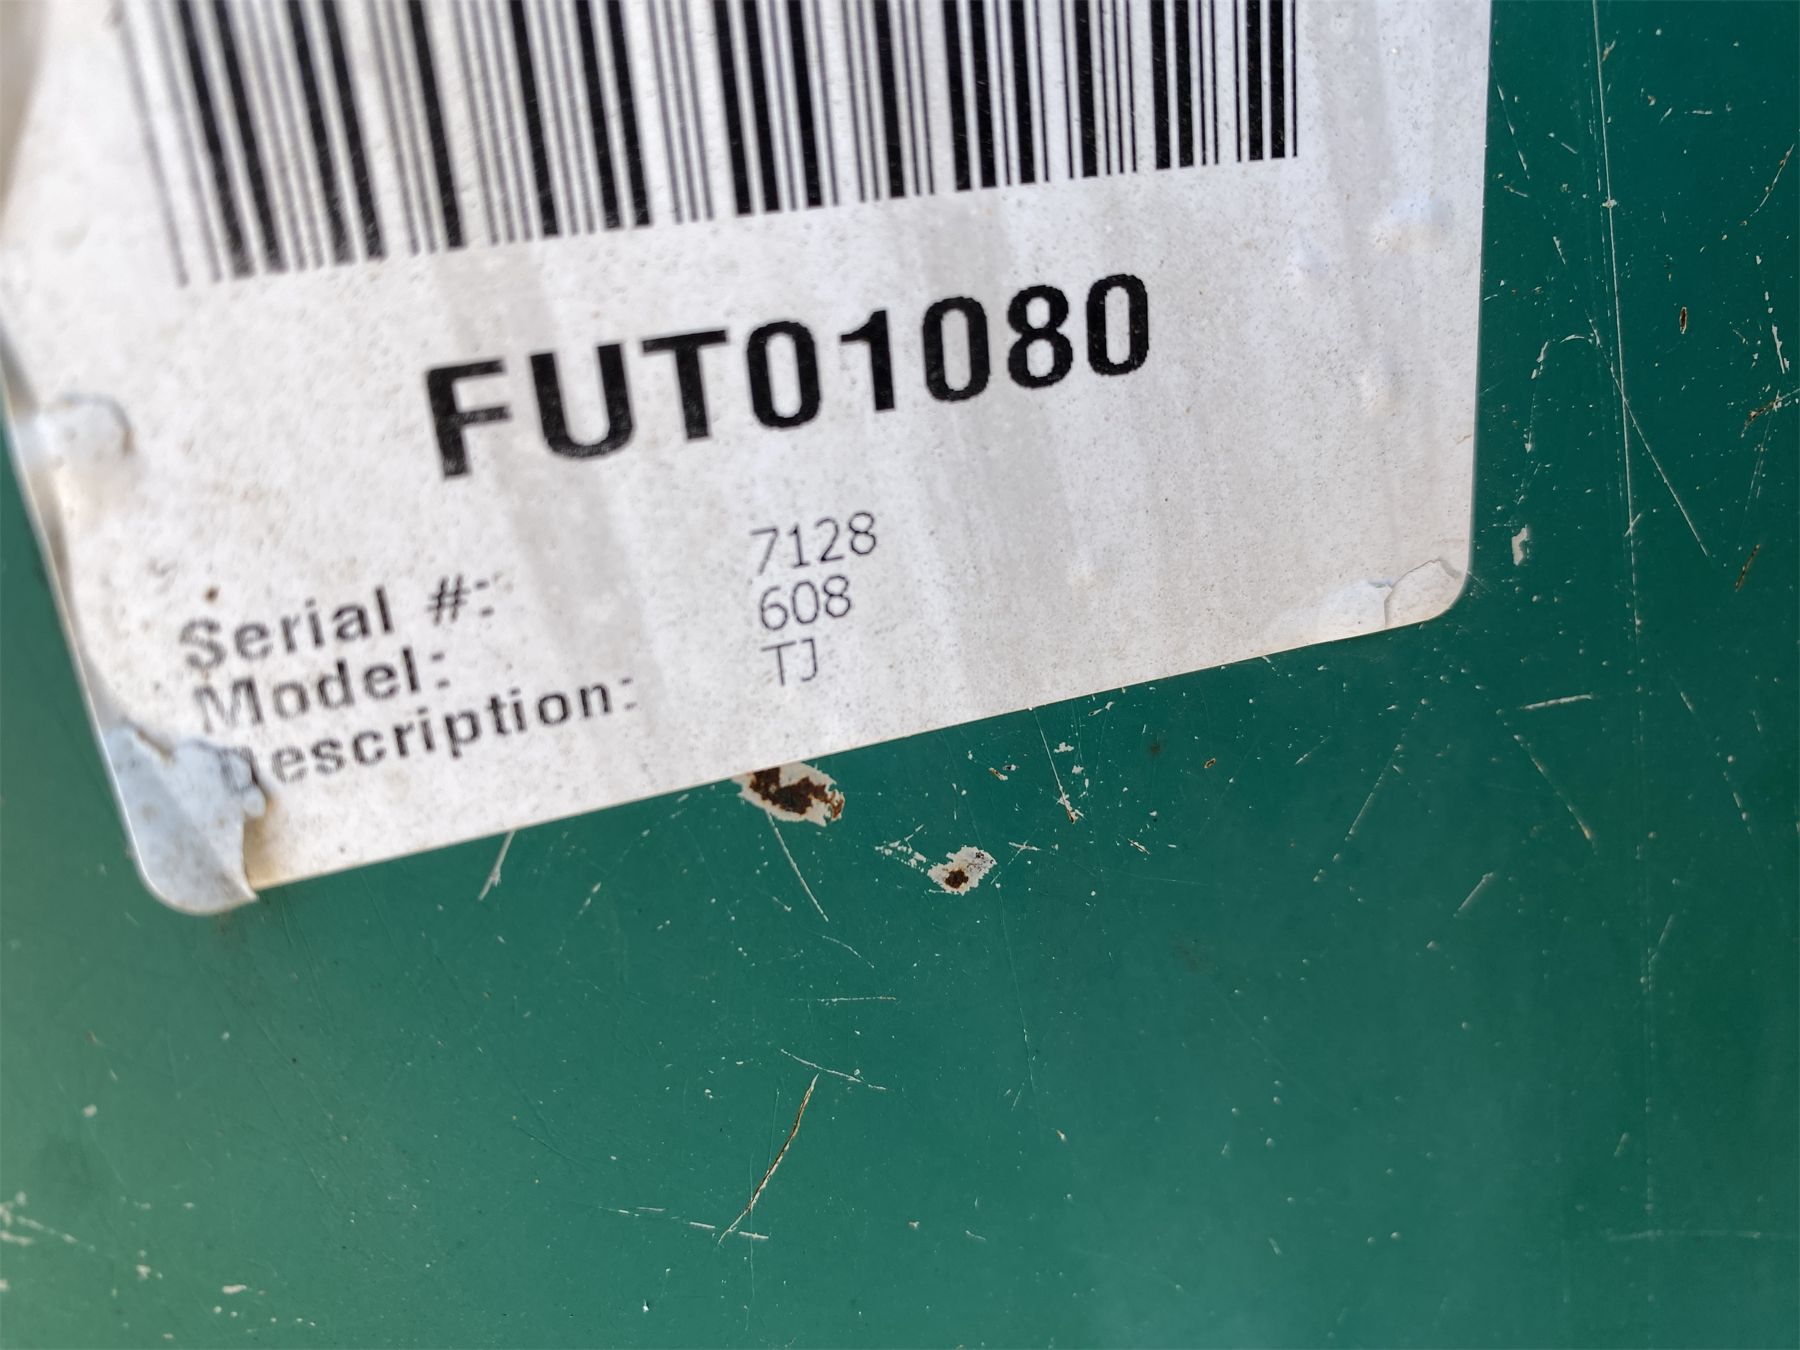 FUT01080
Serial #: 7128
Model: 608
Description: TJ